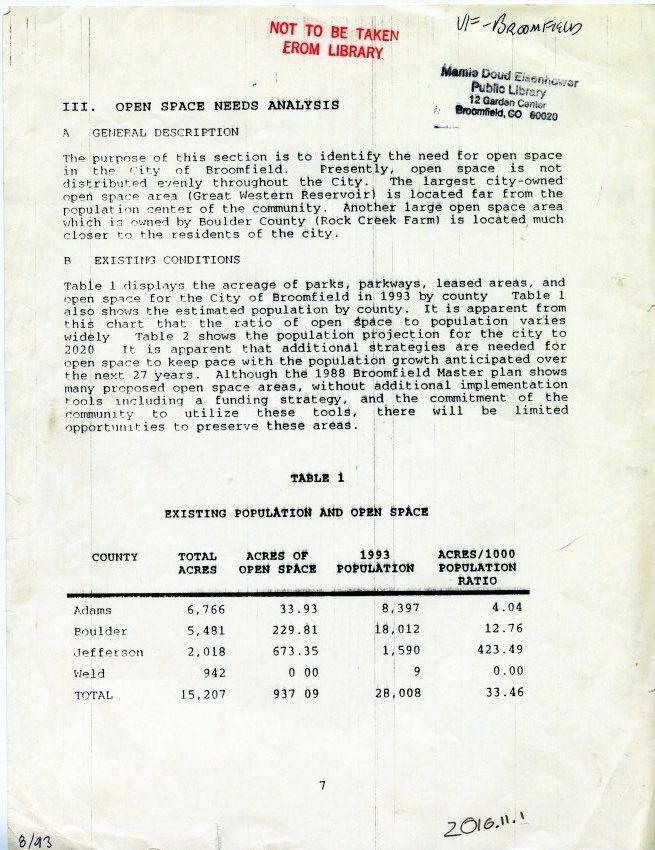 NOT TO BE TAKEN
FROM LIBRARY
VF-BROOMFIELD
Mamie Doud Eisenhower
Public Library
12 Garden Center
Broomfield, CO 80020
III. OPEN SPACE NEEDS ANALYSIS
A GENERAL DESCRIPTION
The purpose of this section is to identify the need for open space
in the City of Broomfield. Presently, open space is not
distributed evenly throughout the City. The largest city-owned
open space area (Great Western Reservoir) is located far from the
population center of the community. Another large open space area
which is owned by Boulder County (Rock Creek Farm) is located much
closer to the residents of the city.
B EXISTING CONDITIONS
Table 1 displays the acreage of parks, parkways, leased areas, and
open space for the City of Broomfield in 1993 by county Table 1
also shows the estimated population by county. It is apparent from
this chart that the ratio of open space to population varies
widely Table 2 shows the population projection for the city to
2020 It is apparent that additional strategies are needed for
open space to keep pace with the population growth anticipated over
the next 27 years. Although the 1988 Broomfield Master plan shows
many proposed open space areas, without additional implementation
tools including a funding strategy, and the commitment of the
community to utilize these tools, there will be limited
opportunities to preserve these areas.
TABLE 1
EXISTING POPULATION AND OPEN SPACE
COUNTY TOTAL ACRES OF 1993 ACRES/1000
ACRES OPEN SPACE POPULATION POPULATION
RATIO
Adams 6,766 33.93 8,397 4.04
Boulder 5,481 229.81 18,012 12.76
Jefferson 2,018 673.35 1,590 423.49
Weld 942 0 00 9 0.00
TOTAL 15,207 937 09 28,008 33.46
7
2016.11.1
8/93